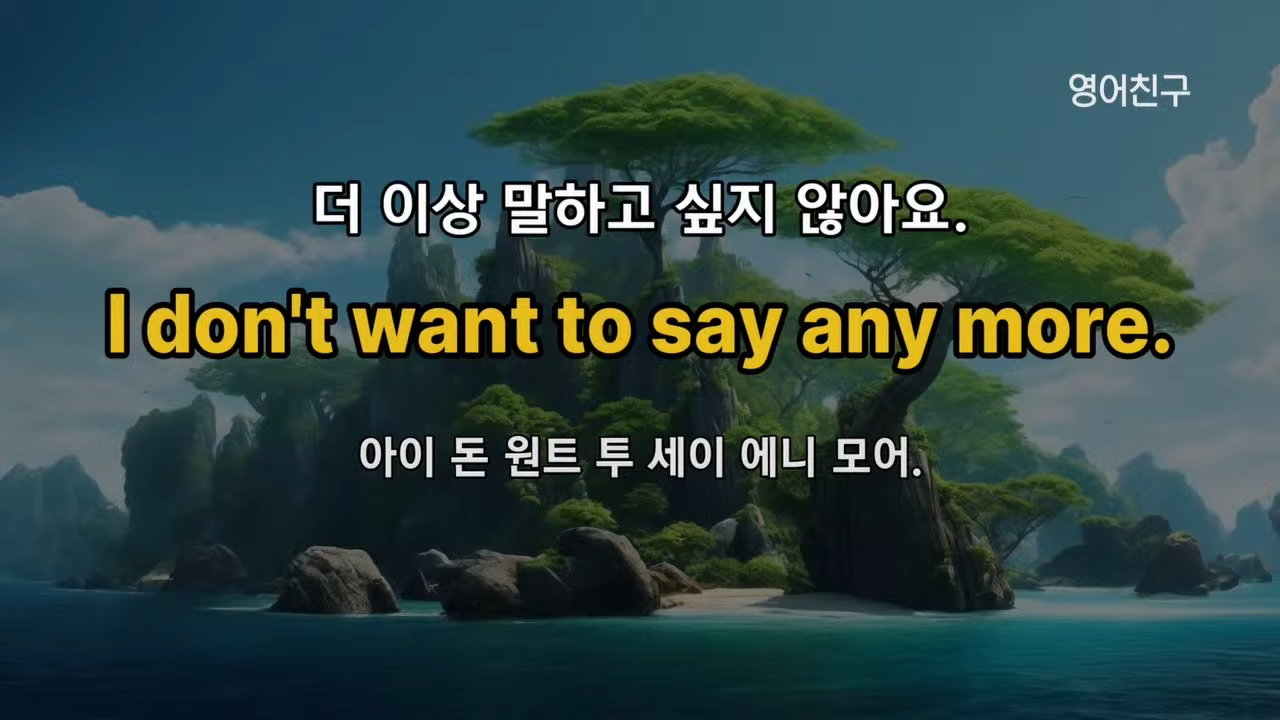 영어친구
더 이상 말하고 싶지 않아요.
I don't want to say any more.
아이 돈 원트 투 세이 에니 모어.